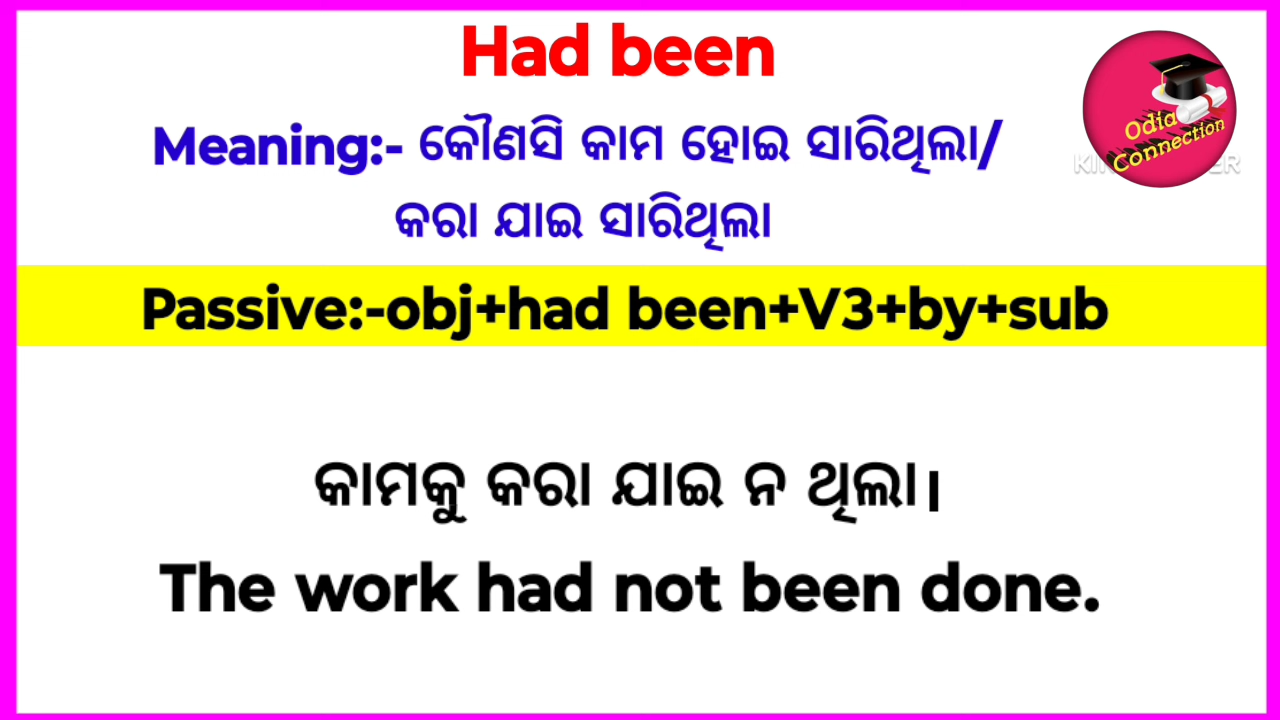 Had been
Meaning:- କୌଣସି କାମ ହୋଇ ସାରିଥିଲା/
କରା ଯାଇ ସାରିଥିଲା
Passive:-obj+had been+V3+by+sub
କାମକୁ କରା ଯାଇ ନ ଥିଲା।
The work had not been done.
Odia
Connection